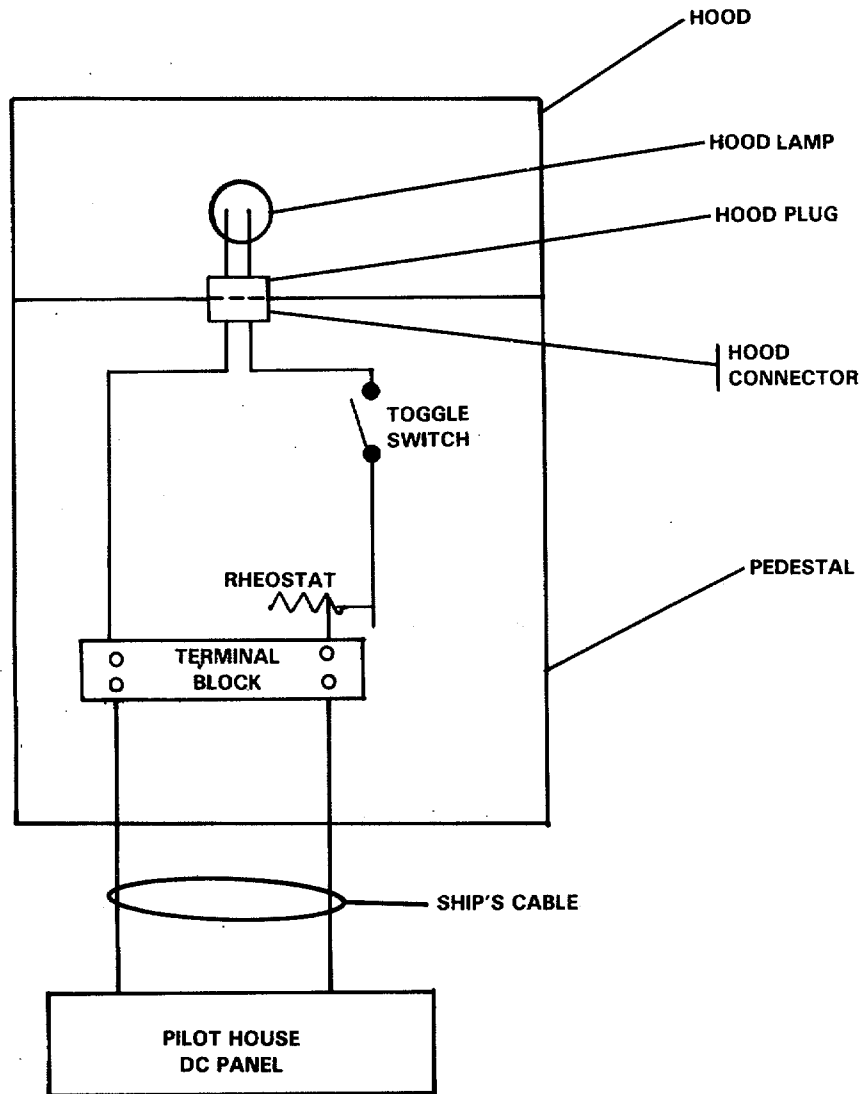 HOOD
HOOD LAMP
HOOD PLUG
HOOD
CONNECTOR
TOGGLE
SWITCH
PEDESTAL
RHEOSTAT
TERMINAL
BLOCK
SHIP'S CABLE
PILOT HOUSE
DC PANEL